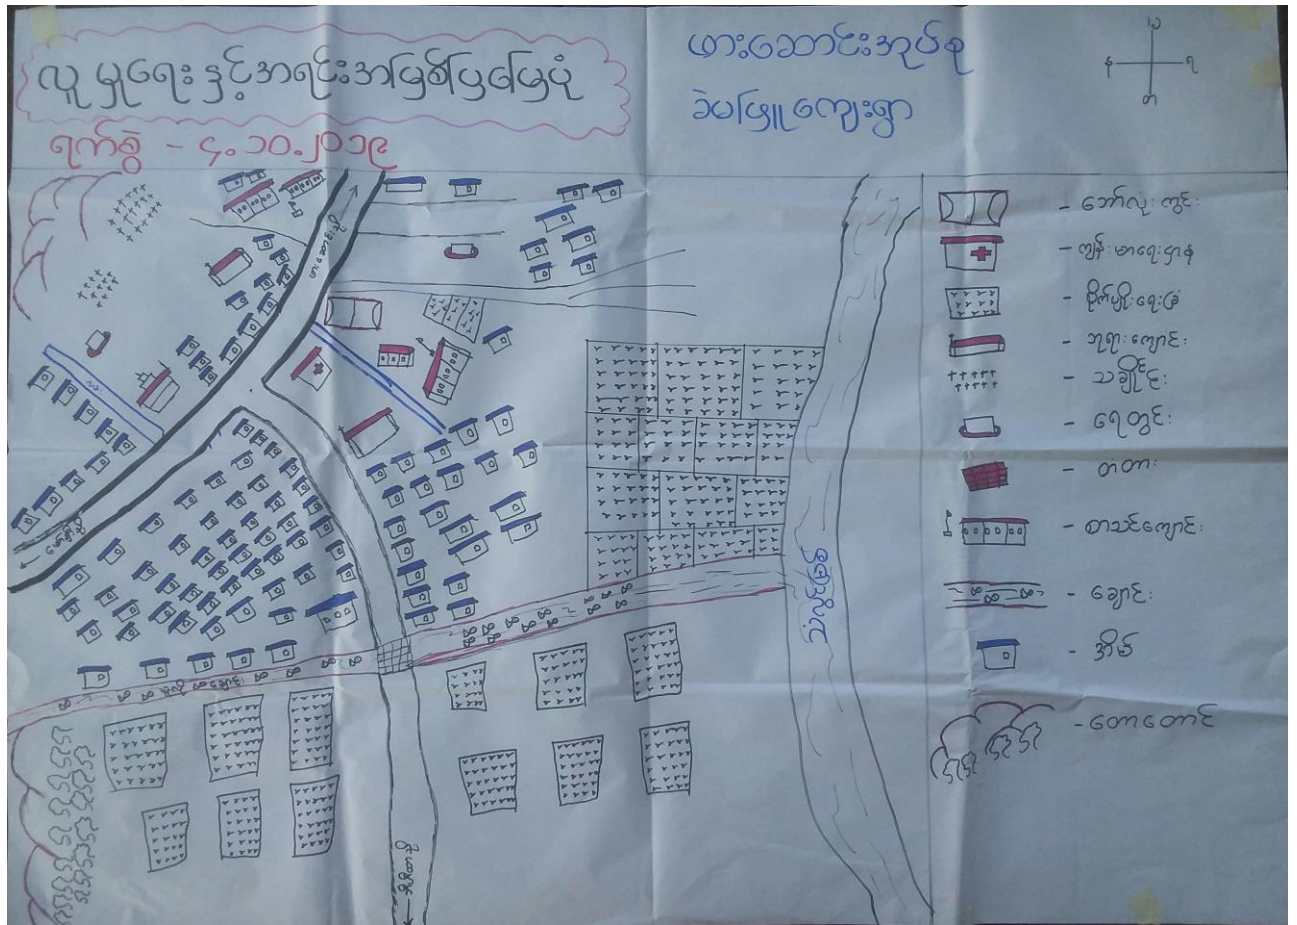 လူမှုရေးနှင့်အရင်းအမြစ်ပြမြေပုံ
ရက်စွဲ - ၄.၁၀.၂၀၁၉
ဖားဆောင်းအုပ်စု
ခဲမဖြူကျေးရွာ
- ဘော်လုံးကွင်း
- ကျန်းမာရေးဌာန
- စိုက်ပျိုးရေးခြံ
- ဘုရားကျောင်း
- သင်္ချိုင်း
- ရေတွင်း
- တံတား
- စာသင်ကျောင်း
- ချောင်း
- အိမ်
- တောတောင်